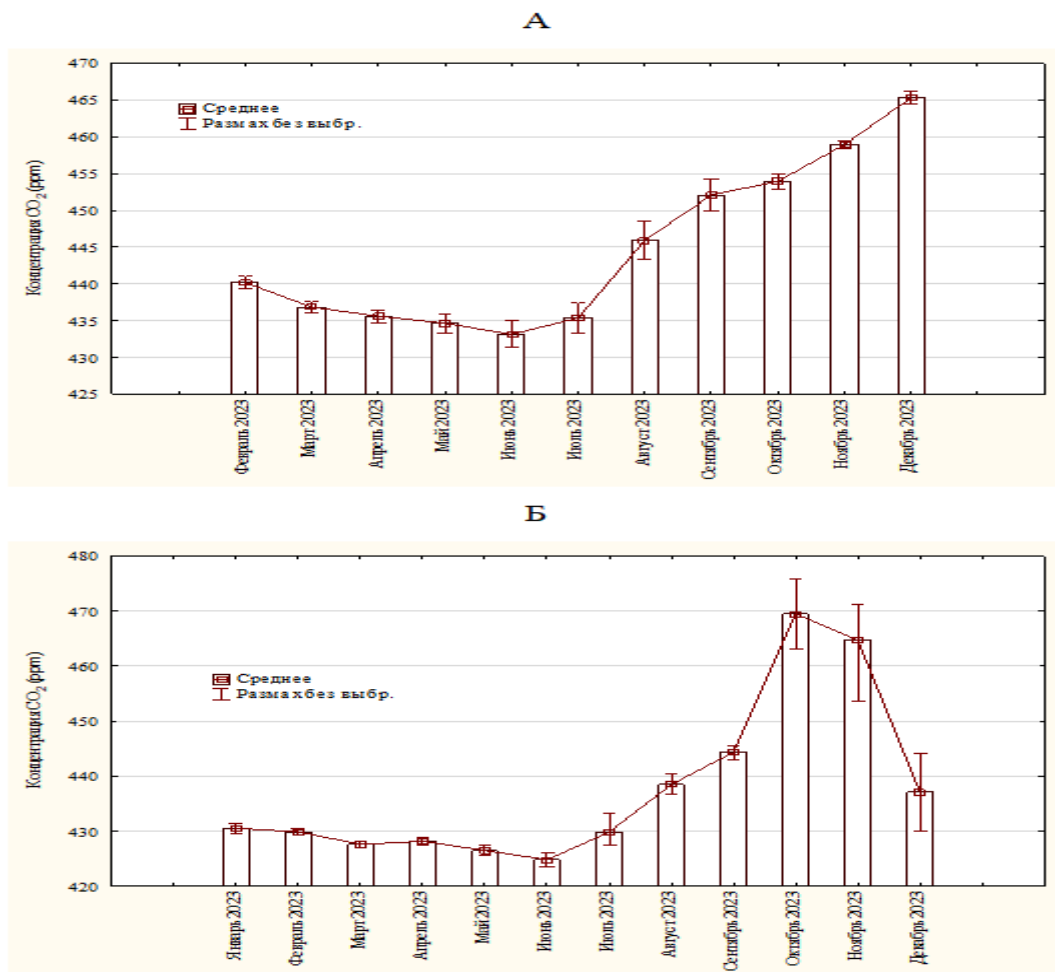 А
470
465
460
455
450
445
440
435
430
425
Концентрация CO₂ (ppm)
Среднее
Размах без выбр.
Февраль 2023
Март 2023
Апрель 2023
Май 2023
Июнь 2023
Июль 2023
Август 2023
Сентябрь 2023
Октябрь 2023
Ноябрь 2023
Декабрь 2023
Б
480
470
460
450
440
430
420
Концентрация CO₂ (ppm)
Среднее
Размах без выбр.
Январь 2023
Февраль 2023
Март 2023
Апрель 2023
Май 2023
Июнь 2023
Июль 2023
Август 2023
Сентябрь 2023
Октябрь 2023
Ноябрь 2023
Декабрь 2023